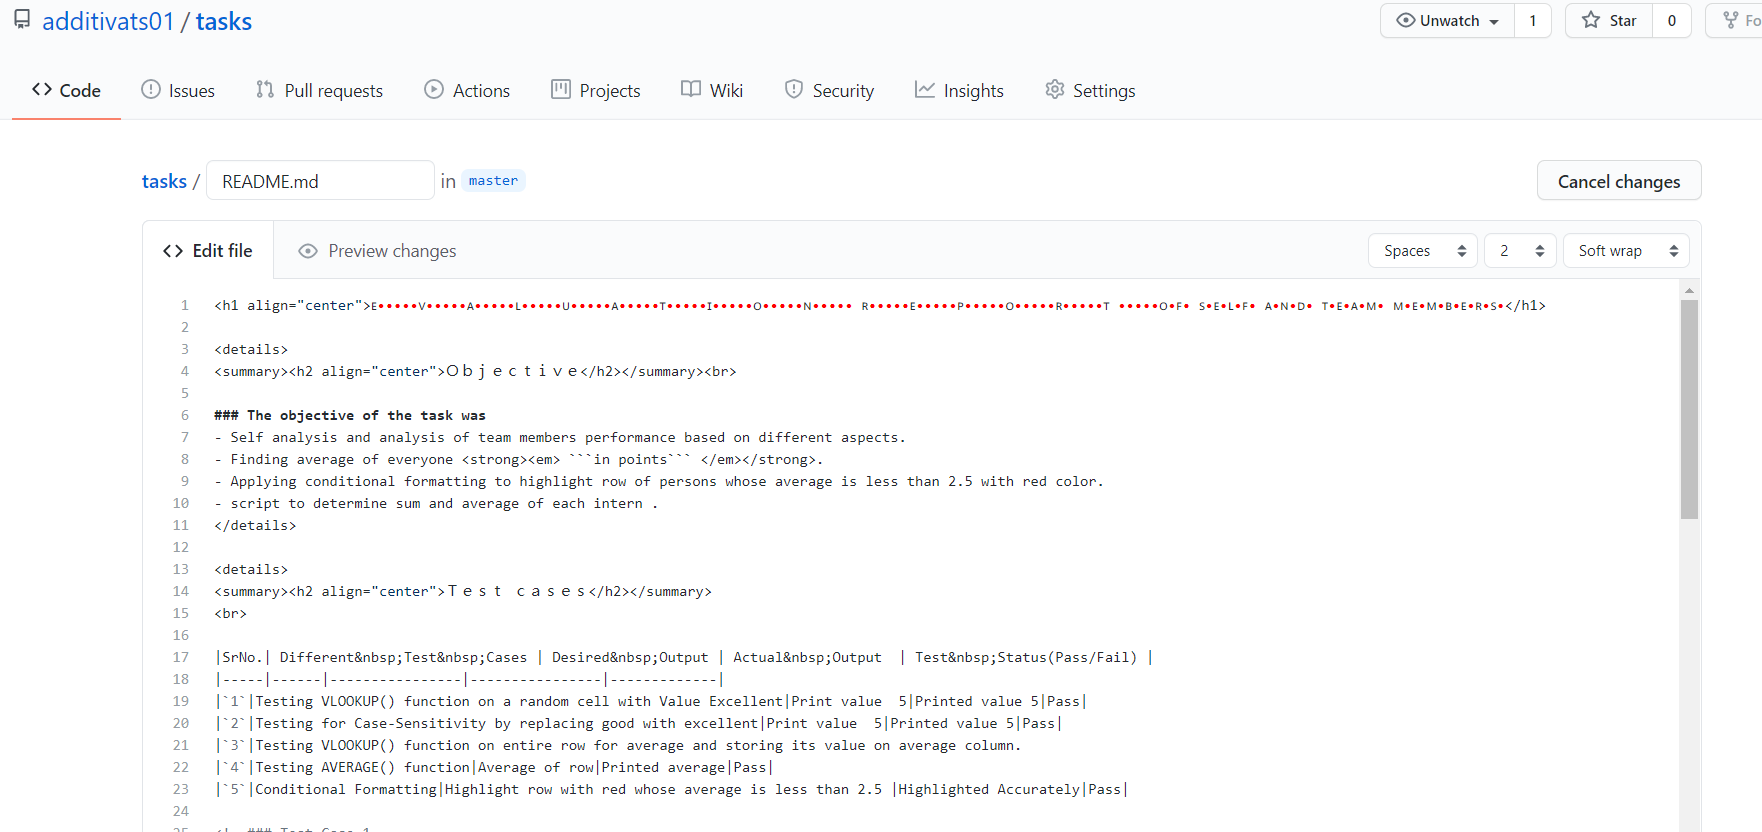 additivats01 / tasks
Unwatch 1 Star 0 Fo
Code Issues Pull requests Actions Projects Wiki Security Insights Settings
tasks / README.md in master Cancel changes
Edit file Preview changes Spaces 2 Soft wrap
1 <h1 align="center">ᴇ•••••ᴠ•••••ᴀ•••••ʟ•••••ᴜ•••••ᴀ•••••ᴛ•••••ɪ•••••ᴏ•••••ɴ••••• ʀ•••••ᴇ•••••ᴘ•••••ᴏ•••••ʀ•••••ᴛ •••••ᴏ•ꜰ• ꜱ•ᴇ•ʟ•ꜰ• ᴀ•ɴ•ᴅ• ᴛ•ᴇ•ᴀ•ᴍ• ᴍ•ᴇ•ᴍ•ʙ•ᴇ•ʀ•ꜱ•</h1>
2
3 <details>
4 <summary><h2 align="center">Ｏｂｊｅｃｔｉｖｅ</h2></summary><br>
5
6 ### The objective of the task was
7 - Self analysis and analysis of team members performance based on different aspects.
8 - Finding average of everyone <strong><em> ```in points``` </em></strong>.
9 - Applying conditional formatting to highlight row of persons whose average is less than 2.5 with red color.
10 - script to determine sum and average of each intern .
11 </details>
12
13 <details>
14 <summary><h2 align="center">Ｔｅｓｔ ｃａｓｅｓ</h2></summary>
15 <br>
16
17 |SrNo.| Different&nbsp;Test&nbsp;Cases | Desired&nbsp;Output | Actual&nbsp;Output  | Test&nbsp;Status(Pass/Fail) |
18 |-----|------|----------------|----------------|-------------|
19 |`1`|Testing VLOOKUP() function on a random cell with Value Excellent|Print value  5|Printed value 5|Pass|
20 |`2`|Testing for Case-Sensitivity by replacing good with excellent|Print value  5|Printed value 5|Pass|
21 |`3`|Testing VLOOKUP() function on entire row for average and storing its value on average column.
22 |`4`|Testing AVERAGE() function|Average of row|Printed average|Pass|
23 |`5`|Conditional Formatting|Highlight row with red whose average is less than 2.5 |Highlighted Accurately|Pass|
24